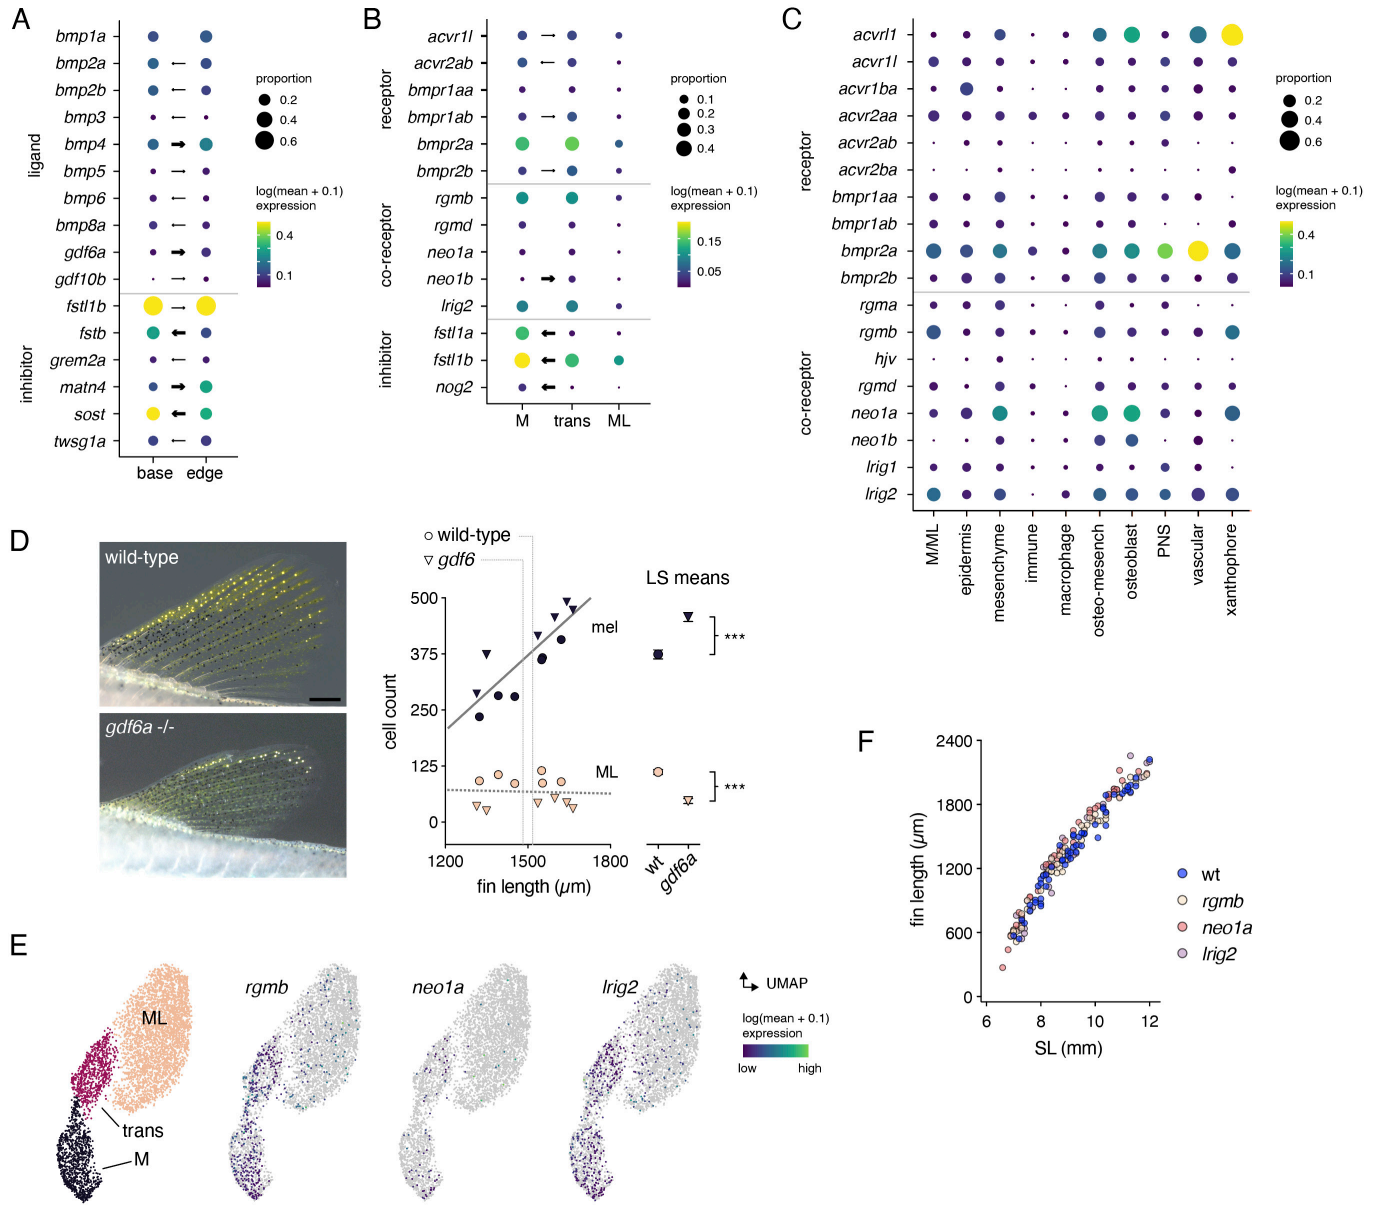 A
ligand
inhibitor
bmp1a
bmp2a
bmp2b
bmp3
bmp4
bmp5
bmp6
bmp8a
gdf6a
gdf10b
fstl1b
fstb
grem2a
matn4
sost
twsg1a
base edge
proportion
0.2
0.4
0.6
log(mean + 0.1)
expression
0.4
0.1
B
receptor
co-receptor
inhibitor
acvr1l
acvr2ab
bmpr1aa
bmpr1ab
bmpr2a
bmpr2b
rgmb
rgmd
neo1a
neo1b
lrig2
fstl1a
fstl1b
nog2
M trans ML
proportion
0.1
0.2
0.3
0.4
log(mean + 0.1)
expression
0.15
0.05
C
receptor
co-receptor
acvrl1
acvr1l
acvr1ba
acvr2aa
acvr2ab
acvr2ba
bmpr1aa
bmpr1ab
bmpr2a
bmpr2b
rgma
rgmb
hjv
rgmd
neo1a
neo1b
lrig1
lrig2
M/ML
epidermis
mesenchyme
immune
macrophage
osteo-mesench
osteoblast
PNS
vascular
xanthophore
proportion
0.2
0.4
0.6
log(mean + 0.1)
expression
0.4
0.1
D
wild-type
gdf6a -/-
wild-type
gdf6
LS means
cell count
500
375
250
125
0
mel
ML
1200 1500 1800
fin length (µm)
***
***
wt
gdf6a
E
ML
trans
M
rgmb
neo1a
lrig2
UMAP
log(mean + 0.1)
expression
low high
F
fin length (µm)
2400
1800
1200
600
0
6 8 10 12
SL (mm)
wt
rgmb
neo1a
lrig2